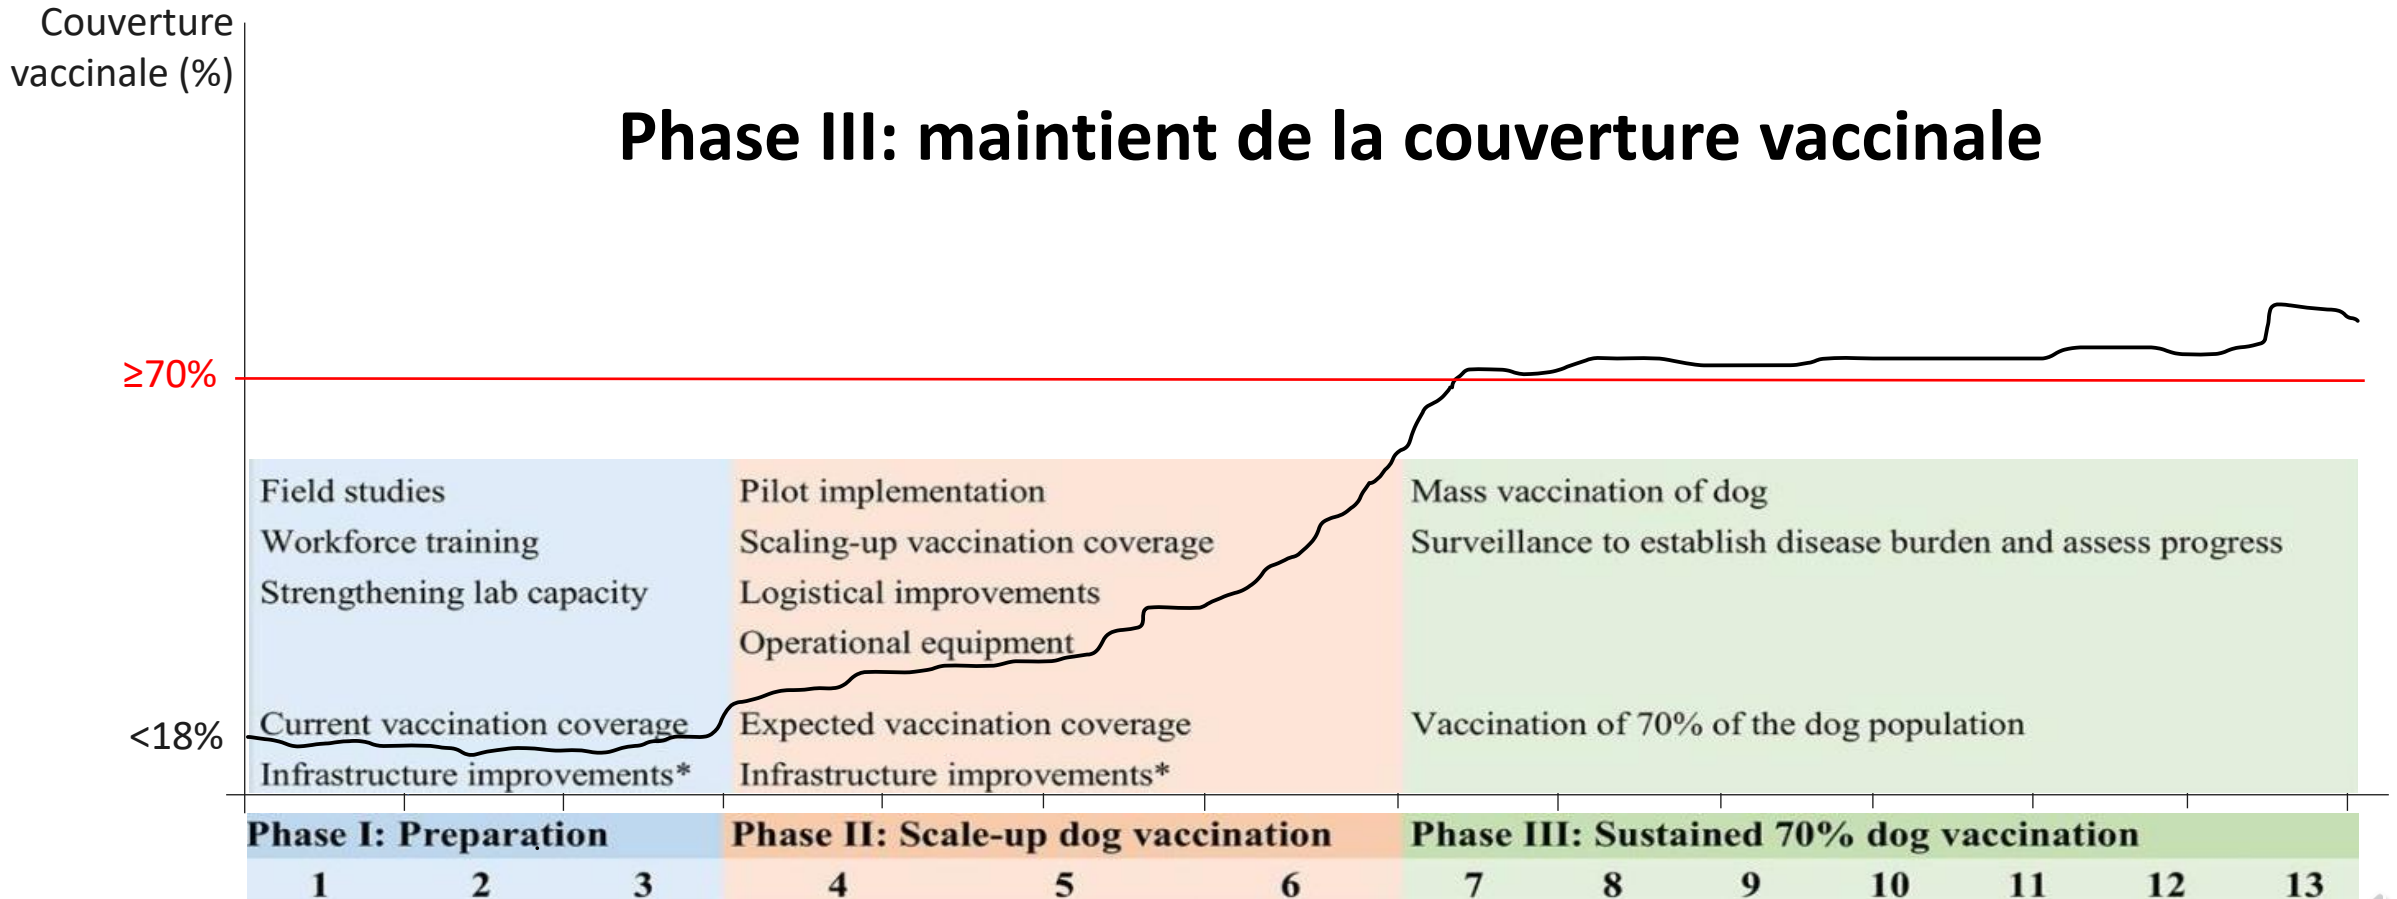 Couverture
vaccinale (%)
Phase III: maintient de la couverture vaccinale
≥70%
<18%
Field studies
Workforce training
Strengthening lab capacity
Current vaccination coverage
Infrastructure improvements*
Pilot implementation
Scaling-up vaccination coverage
Logistical improvements
Operational equipment
Expected vaccination coverage
Infrastructure improvements*
Mass vaccination of dog
Surveillance to establish disease burden and assess progress
Vaccination of 70% of the dog population
Phase I: Preparation
Phase II: Scale-up dog vaccination
Phase III: Sustained 70% dog vaccination
1 2 3 4 5 6 7 8 9 10 11 12 13